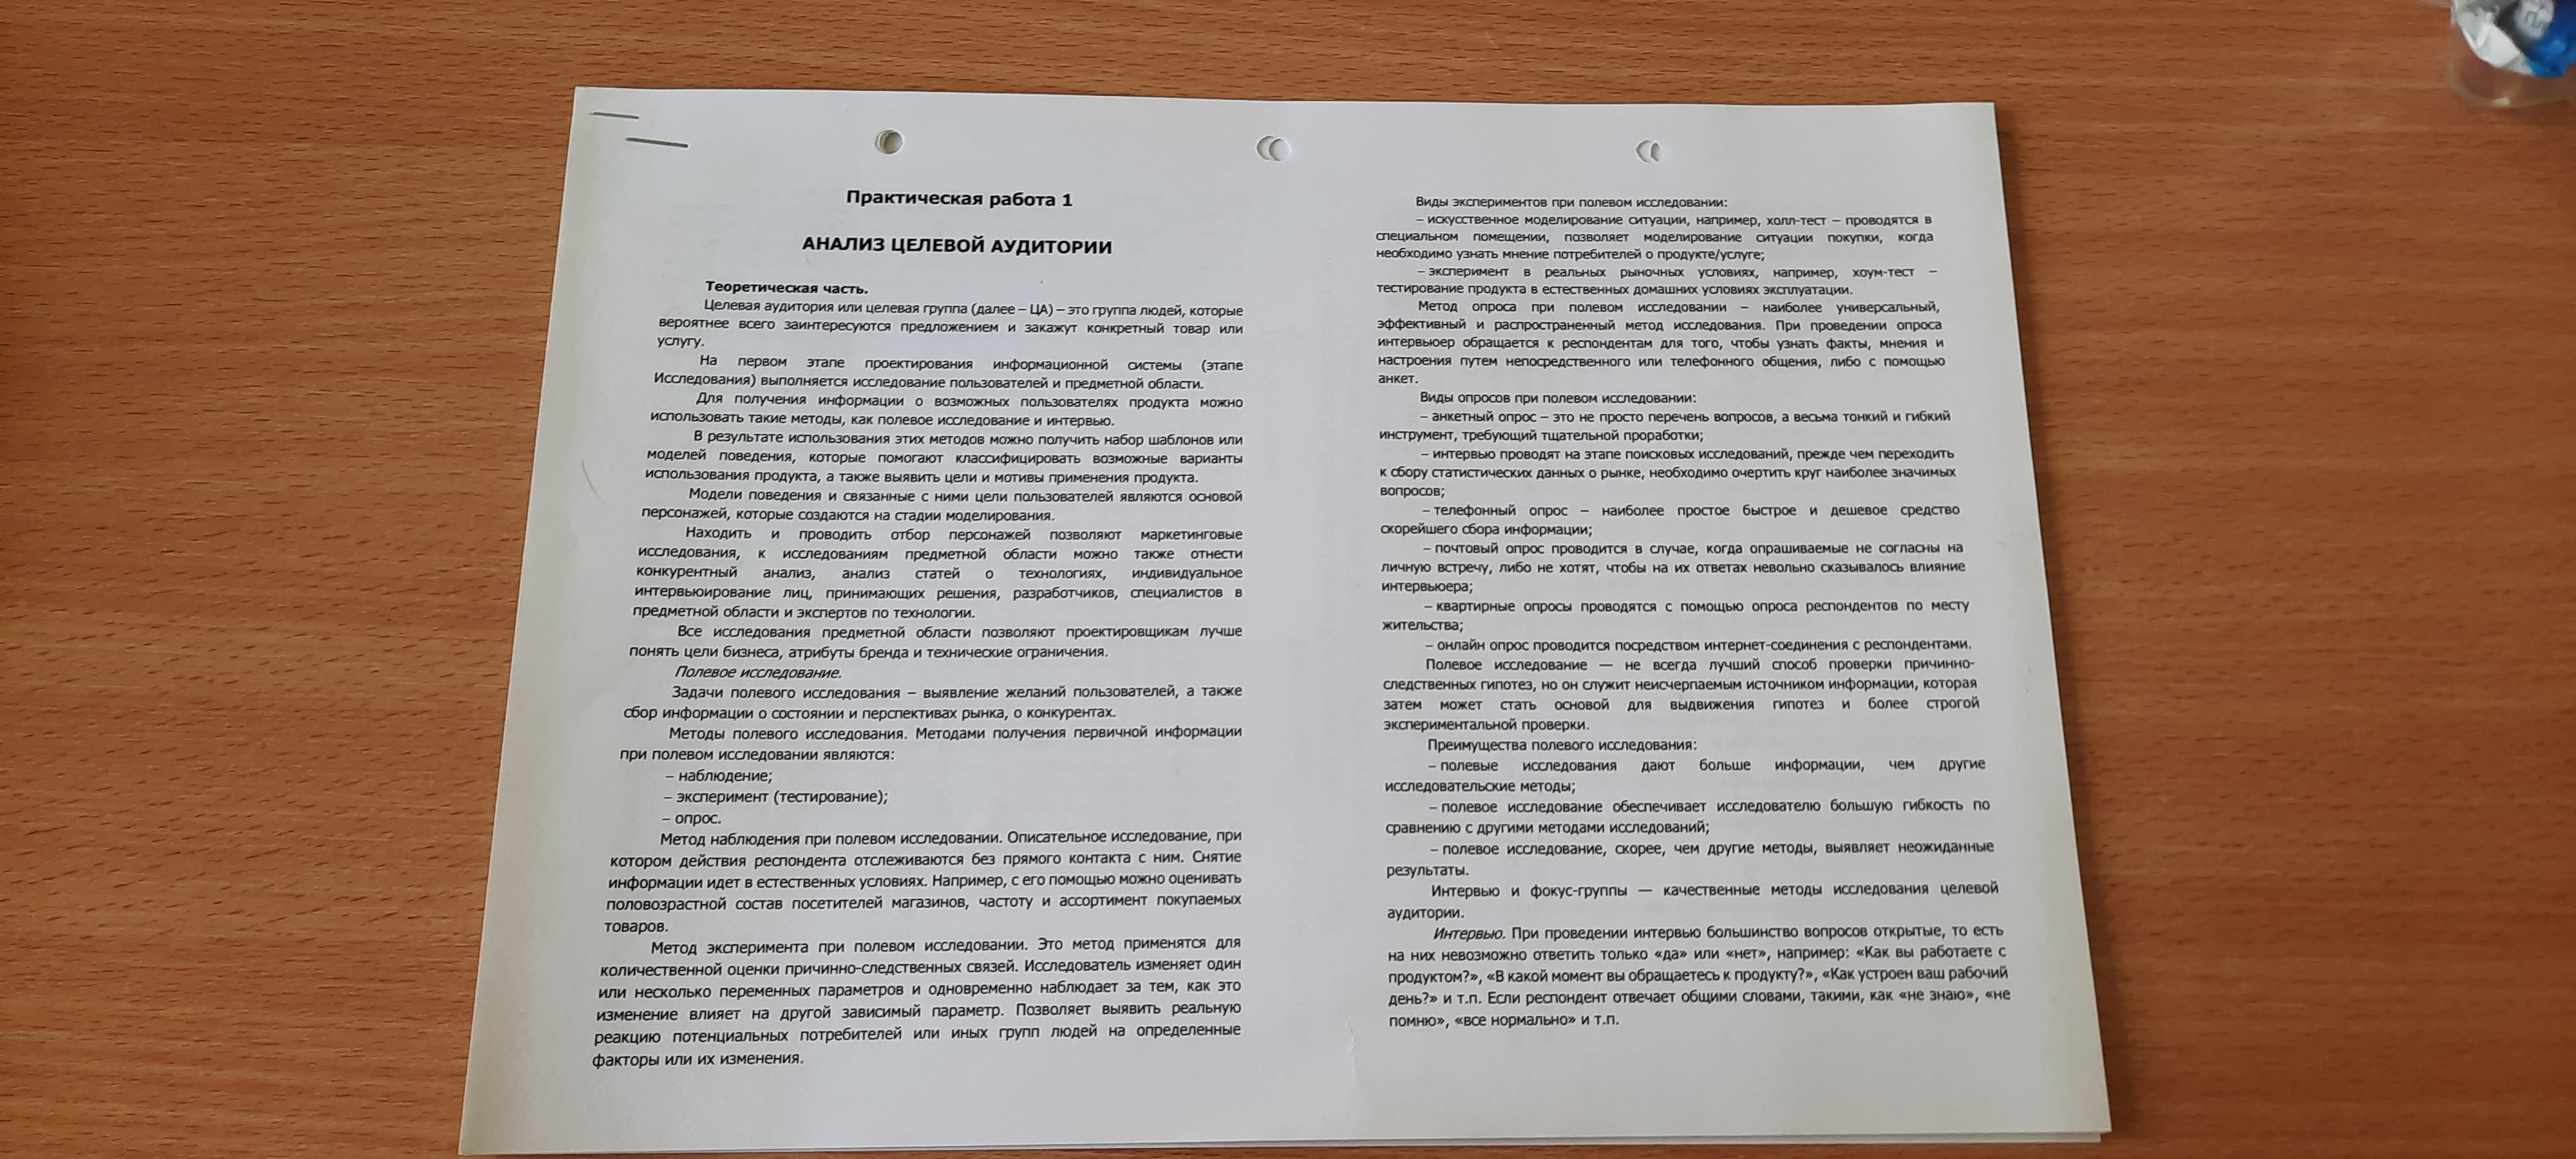 Практическая работа 1
АНАЛИЗ ЦЕЛЕВОЙ АУДИТОРИИ
Теоретическая часть.
Целевая аудитория или целевая группа (далее – ЦА) – это группа людей, которые
вероятнее всего заинтересуются предложением и закажут конкретный товар или
услугу.
На первом этапе проектирования информационной системы (этапе
Исследования) выполняется исследование пользователей и предметной области.
Для получения информации о возможных пользователях продукта можно
использовать такие методы, как полевое исследование и интервью.
В результате использования этих методов можно получить набор шаблонов или
моделей поведения, которые помогают классифицировать возможные варианты
использования продукта, а также выявить цели и мотивы применения продукта.
Модели поведения и связанные с ними цели пользователей являются основой
персонажей, которые создаются на стадии моделирования.
Находить и проводить отбор персонажей позволяют маркетинговые
исследования, к исследованиям предметной области можно также отнести
конкурентный анализ, анализ статей о технологиях, индивидуальное
интервьюирование лиц, принимающих решения, разработчиков, специалистов в
предметной области и экспертов по технологии.
Все исследования предметной области позволяют проектировщикам лучше
понять цели бизнеса, атрибуты бренда и технические ограничения.
Полевое исследование.
Задачи полевого исследования – выявление желаний пользователей, а также
сбор информации о состоянии и перспективах рынка, о конкурентах.
Методы полевого исследования. Методами получения первичной информации
при полевом исследовании являются:
– наблюдение;
– эксперимент (тестирование);
– опрос.
Метод наблюдения при полевом исследовании. Описательное исследование, при
котором действия респондента отслеживаются без прямого контакта с ним. Снятие
информации идет в естественных условиях. Например, с его помощью можно оценивать
половозрастной состав посетителей магазинов, частоту и ассортимент покупаемых
товаров.
Метод эксперимента при полевом исследовании. Это метод применятся для
количественной оценки причинно-следственных связей. Исследователь изменяет один
или несколько переменных параметров и одновременно наблюдает за тем, как это
изменение влияет на другой зависимый параметр. Позволяет выявить реальную
реакцию потенциальных потребителей или иных групп людей на определенные
факторы или их изменения.
Виды экспериментов при полевом исследовании:
– искусственное моделирование ситуации, например, холл-тест – проводятся в
специальном помещении, позволяет моделирование ситуации покупки, когда
необходимо узнать мнение потребителей о продукте/услуге;
– эксперимент в реальных рыночных условиях, например, хоум-тест –
тестирование продукта в естественных домашних условиях эксплуатации.
Метод опроса при полевом исследовании – наиболее универсальный,
эффективный и распространенный метод исследования. При проведении опроса
интервьюер обращается к респондентам для того, чтобы узнать факты, мнения и
настроения путем непосредственного или телефонного общения, либо с помощью
анкет.
Виды опросов при полевом исследовании:
– анкетный опрос – это не просто перечень вопросов, а весьма тонкий и гибкий
инструмент, требующий тщательной проработки;
– интервью проводят на этапе поисковых исследований, прежде чем переходить
к сбору статистических данных о рынке, необходимо очертить круг наиболее значимых
вопросов;
– телефонный опрос – наиболее простое быстрое и дешевое средство
скорейшего сбора информации;
– почтовый опрос проводится в случае, когда опрашиваемые не согласны на
личную встречу, либо не хотят, чтобы на их ответах невольно сказывалось влияние
интервьюера;
– квартирные опросы проводятся с помощью опроса респондентов по месту
жительства;
– онлайн опрос проводится посредством интернет-соединения с респондентами.
Полевое исследование — не всегда лучший способ проверки причинно-
следственных гипотез, но он служит неисчерпаемым источником информации, которая
затем может стать основой для выдвижения гипотез и более строгой
экспериментальной проверки.
Преимущества полевого исследования:
– полевые исследования дают больше информации, чем другие
исследовательские методы;
– полевое исследование обеспечивает исследователю большую гибкость по
сравнению с другими методами исследований;
– полевое исследование, скорее, чем другие методы, выявляет неожиданные
результаты.
Интервью и фокус-группы — качественные методы исследования целевой
аудитории.
Интервью. При проведении интервью большинство вопросов открытые, то есть
на них невозможно ответить только «да» или «нет», например: «Как вы работаете с
продуктом?», «В какой момент вы обращаетесь к продукту?», «Как устроен ваш рабочий
день?» и т.п. Если респондент отвечает общими словами, такими, как «не знаю», «не
помню», «все нормально» и т.п.